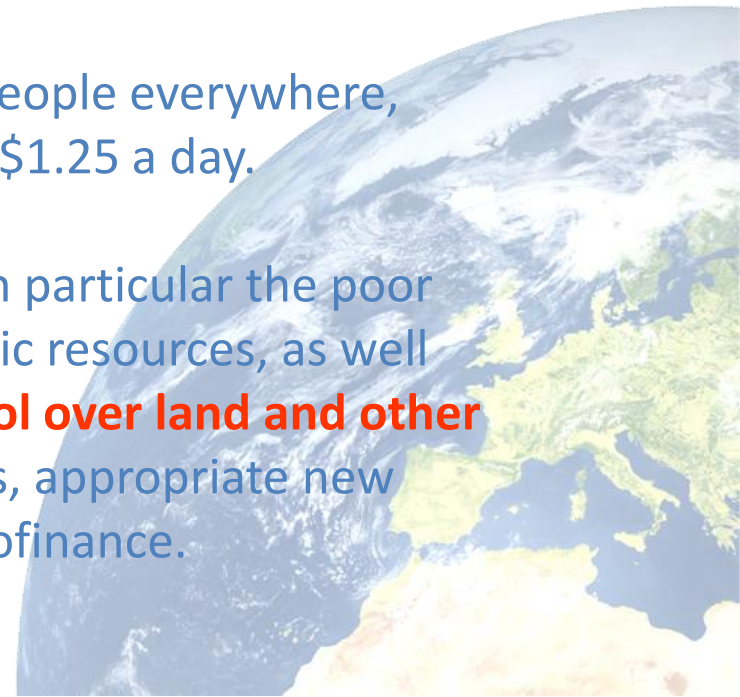 eople everywhere,
$1.25 a day.
n particular the poor
ic resources, as well
ol over land and other
s, appropriate new
ofinance.